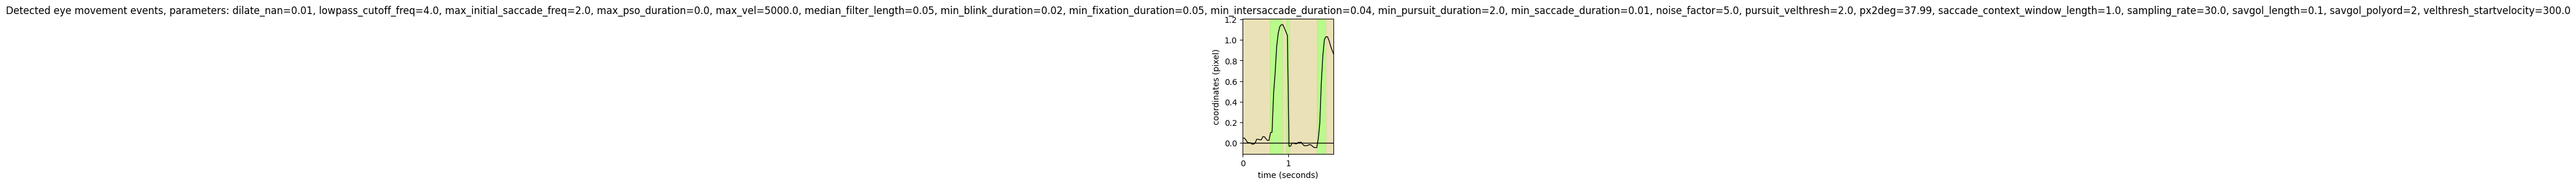 Detected eye movement events, parameters: dilate_nan=0.01, lowpass_cutoff_freq=4.0, max_initial_saccade_freq=2.0, max_pso_duration=0.0, max_vel=5000.0, median_filter_length=0.05, min_blink_duration=0.02, min_fixation_duration=0.05, min_intersaccade_duration=0.04, min_pursuit_duration=2.0, min_saccade_duration=0.01, noise_factor=5.0, pursuit_velthresh=2.0, px2deg=37.99, saccade_context_window_length=1.0, sampling_rate=30.0, savgol_length=0.1, savgol_polyord=2, velthresh_startvelocity=300.0
1.2
1.0
0.8
0.6
0.4
0.2
0.0
coordinates (pixel)
0 1
time (seconds)